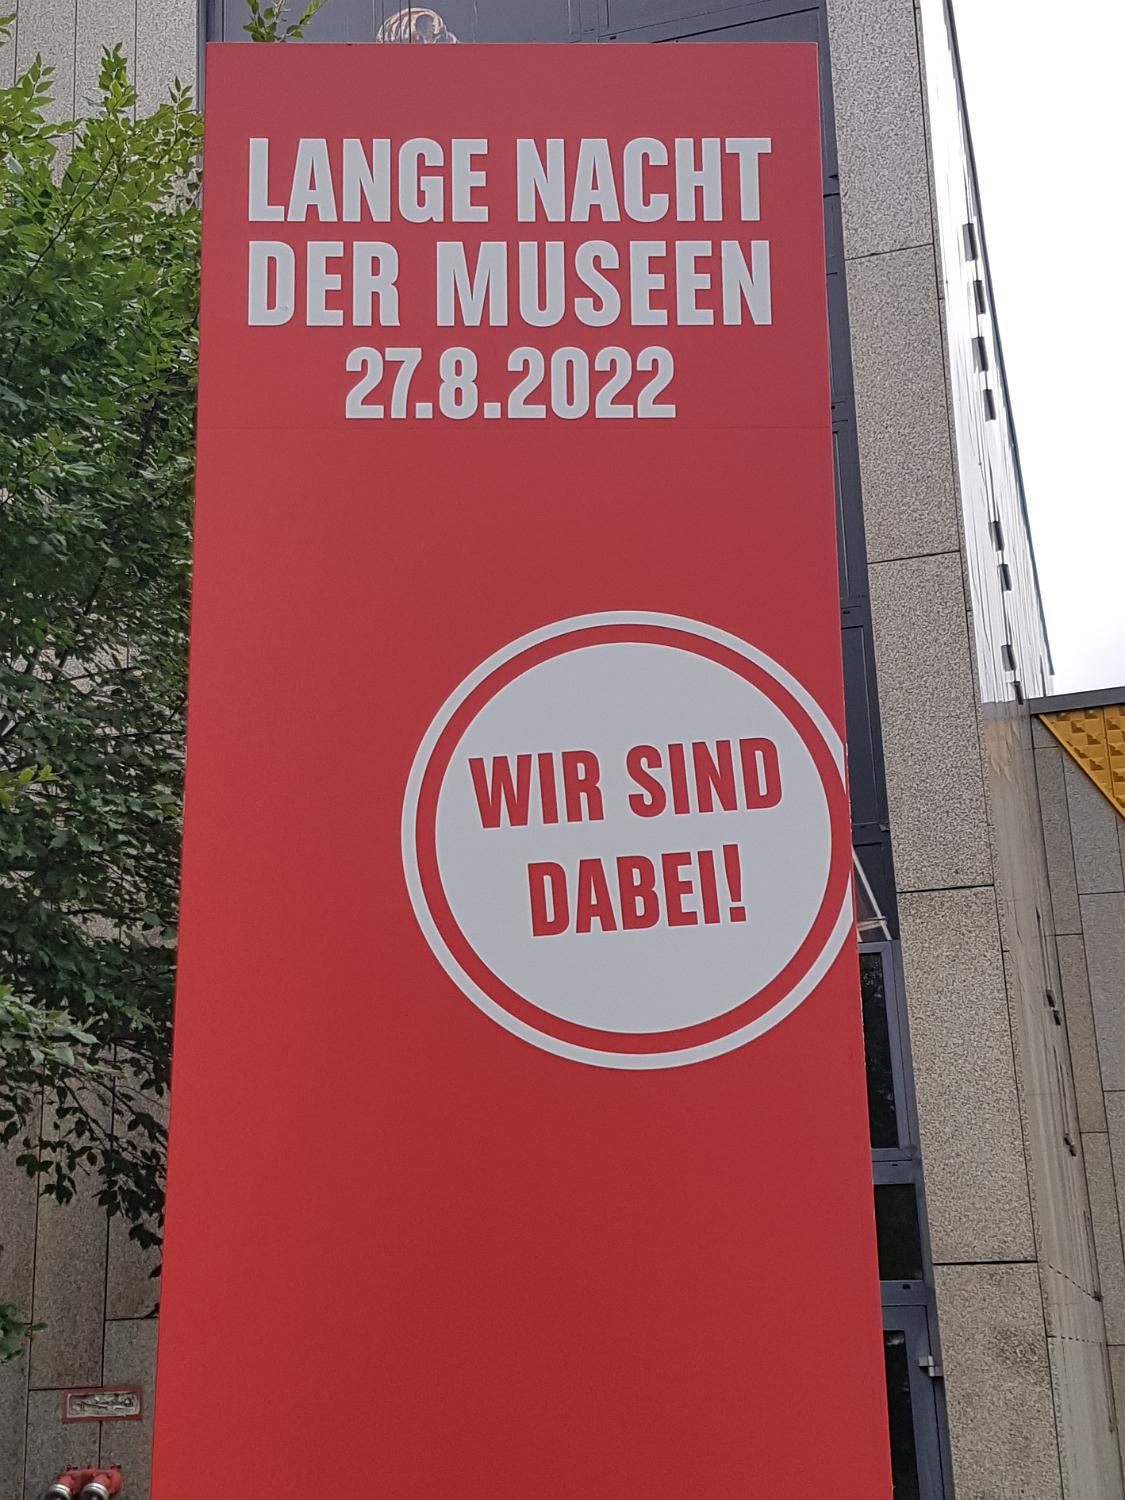 LANGE NACHT
DER MUSEEN
27.8.2022
WIR SIND
DABEI!